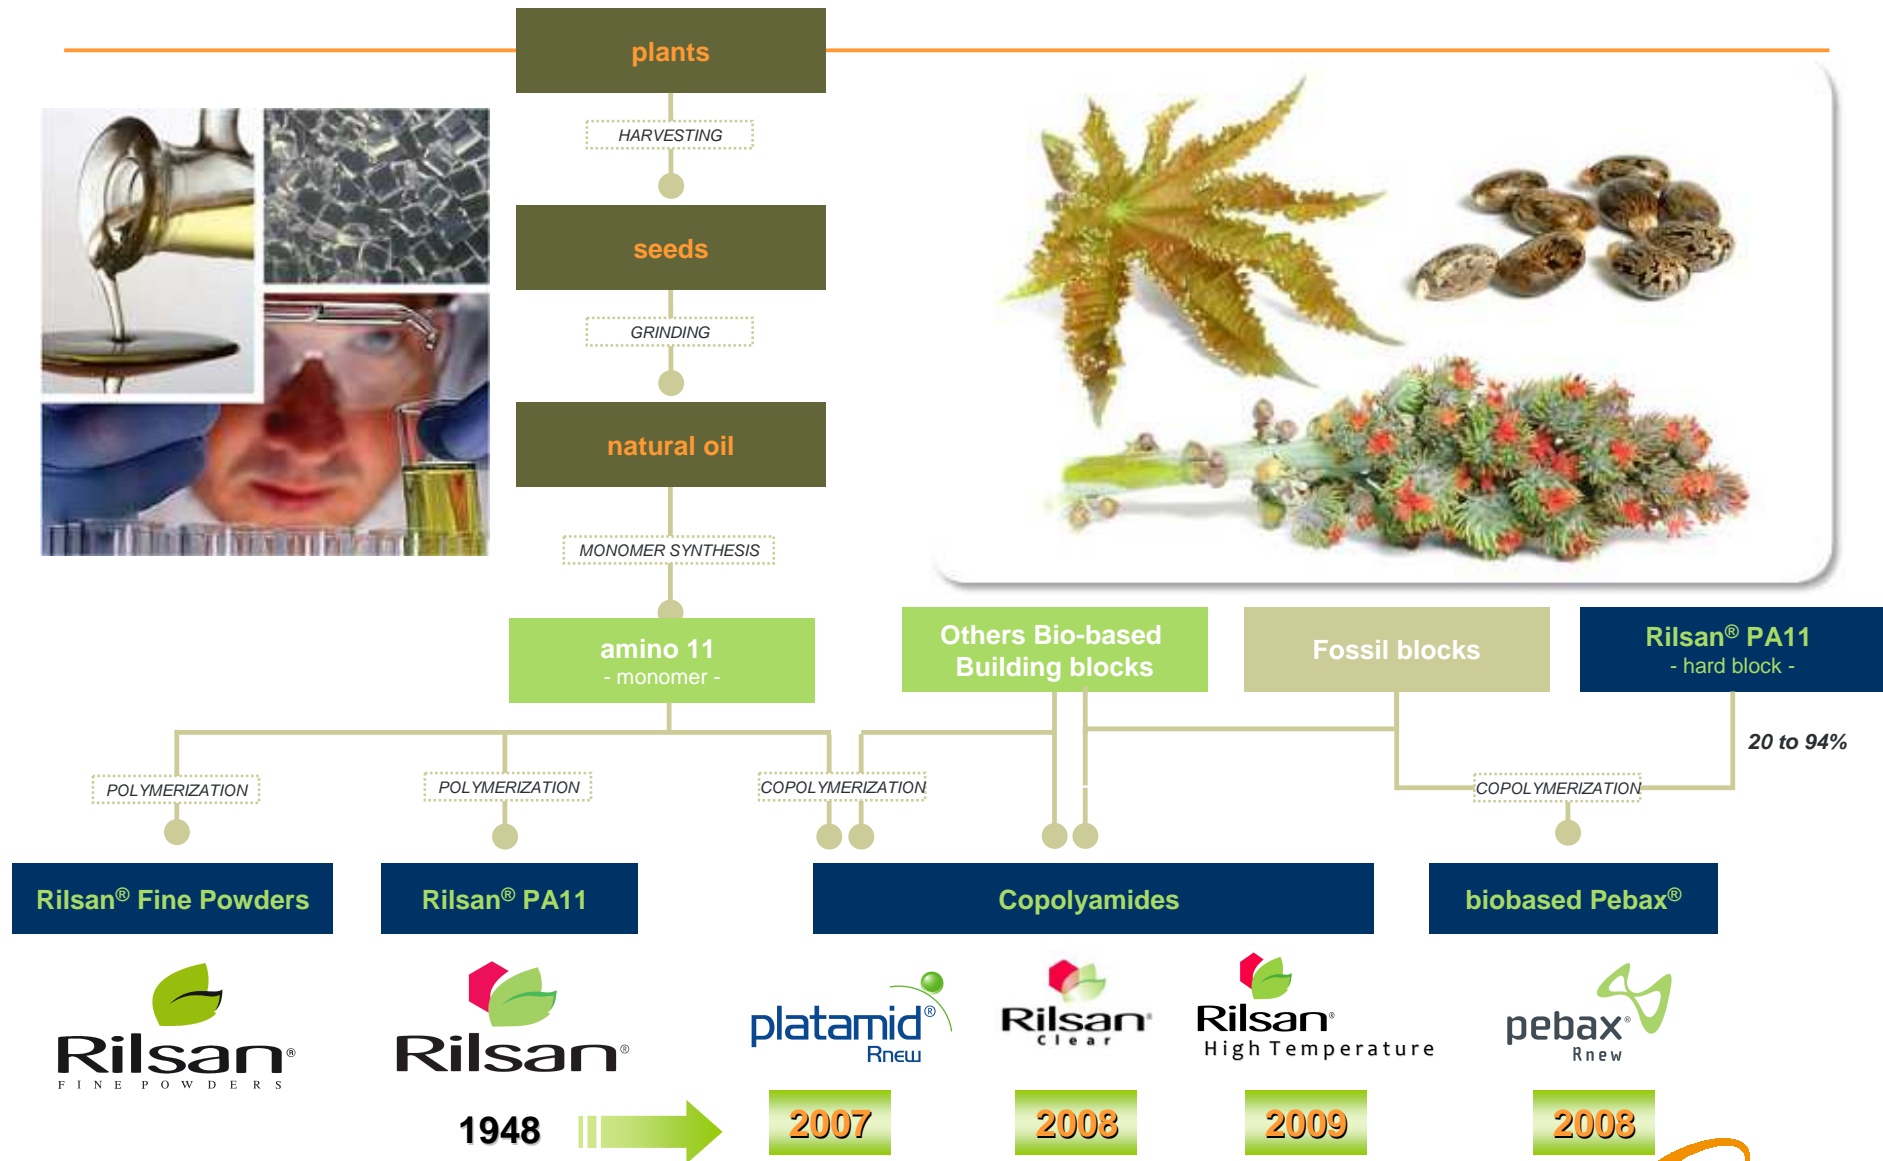 plants
HARVESTING
seeds
GRINDING
natural oil
MONOMER SYNTHESIS
amino 11
- monomer -
Others Bio-based
Building blocks
Fossil blocks
Rilsan® PA11
- hard block -
20 to 94%
POLYMERIZATION
POLYMERIZATION
COPOLYMERIZATION
COPOLYMERIZATION
Rilsan® Fine Powders
Rilsan® PA11
Copolyamides
biobased Pebax®
Rilsan®
FINE POWDERS
Rilsan®
platamid®
Rnew
Rilsan®
Clear
Rilsan®
High Temperature
pebax®
Rnew
1948
2007
2008
2009
2008